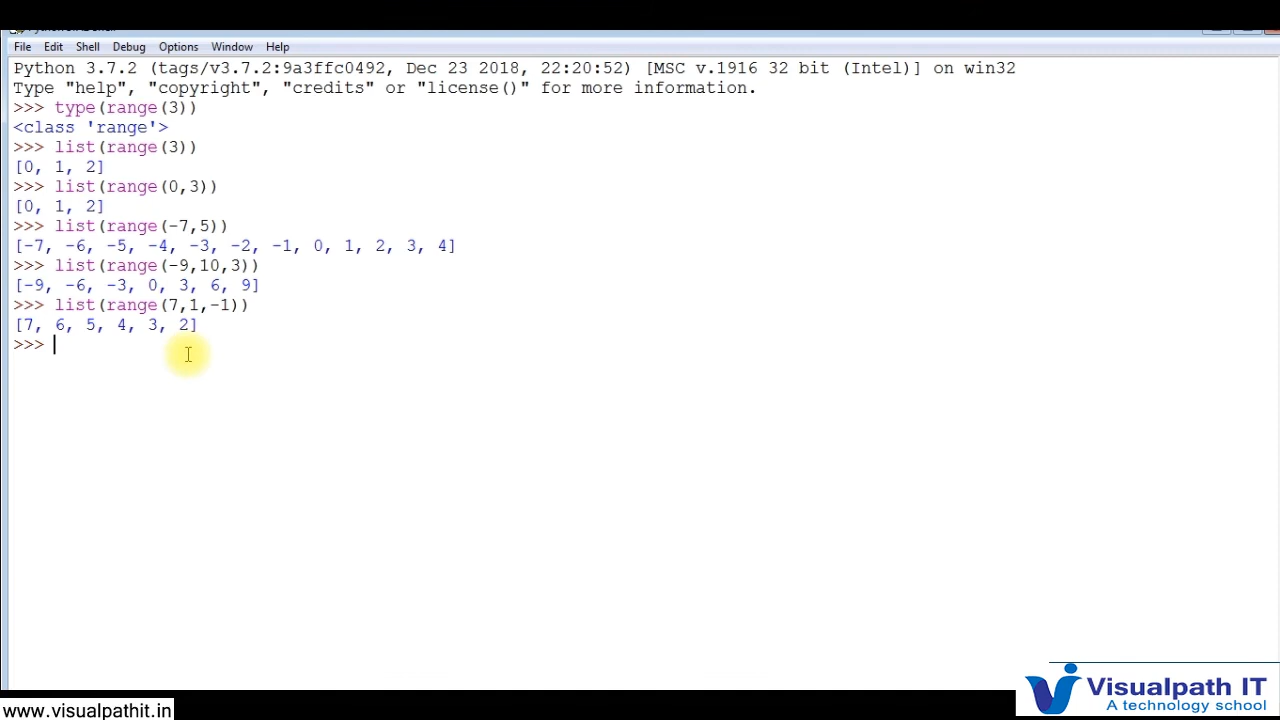 File Edit Shell Debug Options Window Help
Python 3.7.2 (tags/v3.7.2:9a3ffc0492, Dec 23 2018, 22:20:52) [MSC v.1916 32 bit (Intel)] on win32
Type "help", "copyright", "credits" or "license()" for more information.
>>> type(range(3))
<class 'range'>
>>> list(range(3))
[0, 1, 2]
>>> list(range(0,3))
[0, 1, 2]
>>> list(range(-7,5))
[-7, -6, -5, -4, -3, -2, -1, 0, 1, 2, 3, 4]
>>> list(range(-9,10,3))
[-9, -6, -3, 0, 3, 6, 9]
>>> list(range(7,1,-1))
[7, 6, 5, 4, 3, 2]
>>>
Visualpath IT
A technology school
www.visualpathit.in